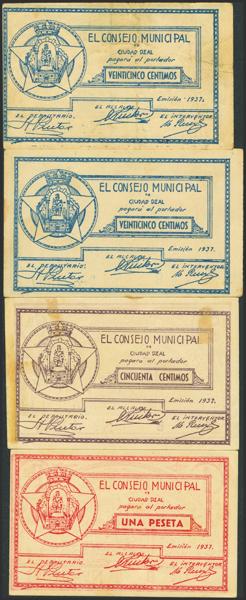 EL CONSEJO MUNICIPAL
DE
CIUDAD REAL
pagará al portador
VEINTICINCO CENTIMOS
Emisión 1937.
EL DEPOSITARIO, EL ALCALDE EL INTERVENTOR
EL CONSEJO MUNICIPAL
DE
CIUDAD REAL
pagará al portador
VEINTICINCO CENTIMOS
Emisión 1937.
EL DEPOSITARIO, EL ALCALDE EL INTERVENTOR
EL CONSEJO MUNICIPAL
DE
CIUDAD REAL
pagará al portador
CINCUENTA CENTIMOS
Emisión 1937.
EL DEPOSITARIO, EL ALCALDE EL INTERVENTOR
EL CONSEJO MUNICIPAL
DE
CIUDAD REAL
pagará al portador
UNA PESETA
Emisión 1937.
EL DEPOSITARIO, EL ALCALDE EL INTERVENTOR